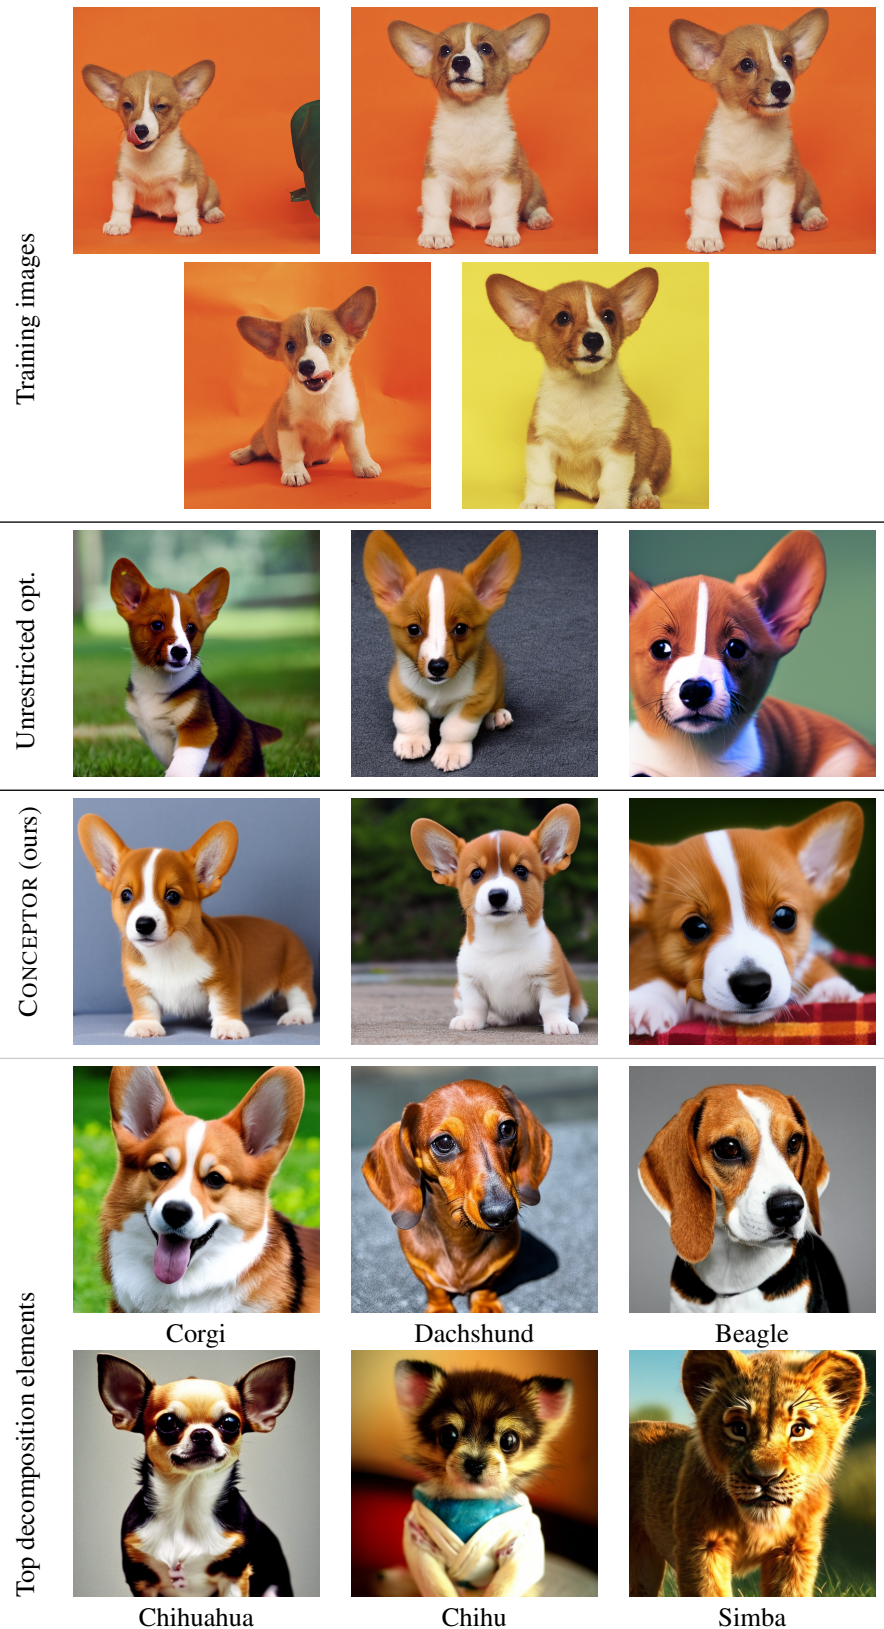 Training images
Unrestricted opt.
CONCEPTOR (ours)
Top decomposition elements
Corgi
Dachshund
Beagle
Chihuahua
Chihu
Simba